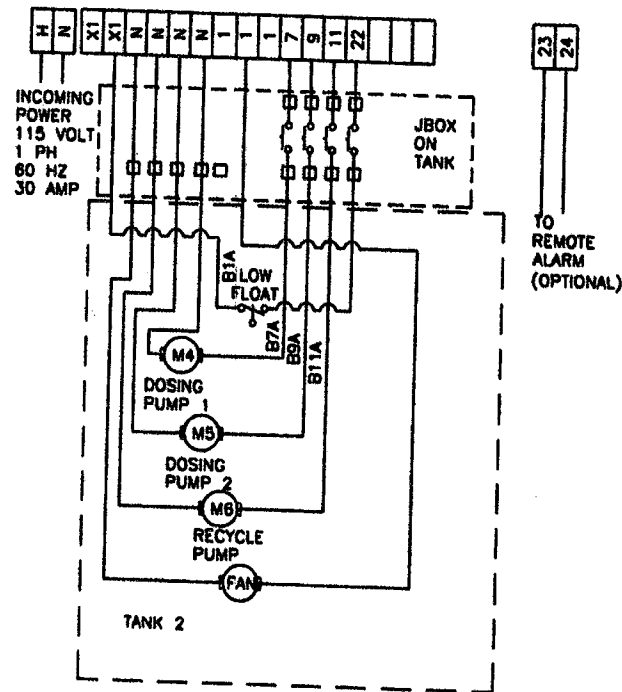 H N X1 X1 N N N N 1 1 1 7 9 11 22
23 24
INCOMING
POWER
115 VOLT
1 PH
60 HZ
30 AMP
JBOX
ON
TANK
TO
REMOTE
ALARM
(OPTIONAL)
B1A
LOW
FLOAT
B7A
B9A
B11A
M4
DOSING
PUMP 1
M5
DOSING
PUMP 2
M6
RECYCLE
PUMP
FAN
TANK 2